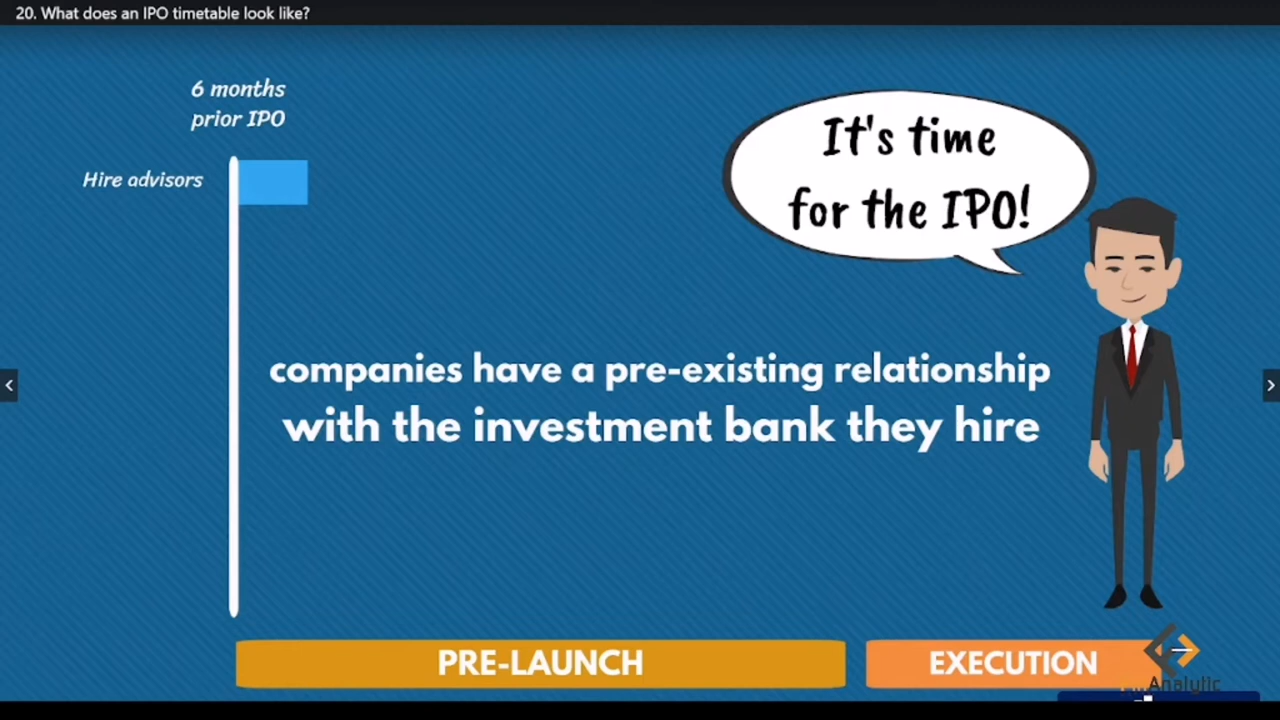 20. What does an IPO timetable look like?
6 months
prior IPO
Hire advisors
It's time
for the IPO!
companies have a pre-existing relationship
with the investment bank they hire
PRE-LAUNCH
EXECUTION
Analytic